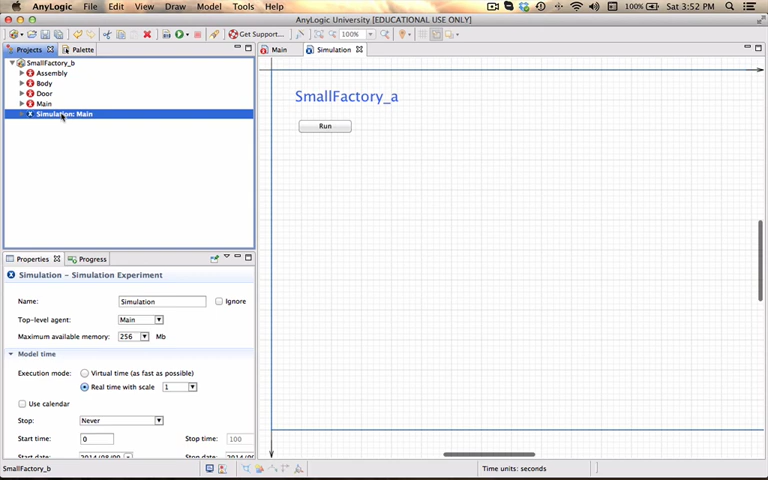 AnyLogic File Edit View Draw Model Tools Help 100% Sat 3:52 PM
AnyLogic University [EDUCATIONAL USE ONLY]
Get Support... 100%
Projects Palette
Main Simulation
SmallFactory_b
Assembly
Body
Door
Main
Simulation: Main
SmallFactory_a
Run
Properties Progress
Simulation – Simulation Experiment
Name: Simulation Ignore
Top-level agent: Main
Maximum available memory: 256 Mb
Model time
Execution mode: Virtual time (as fast as possible)
Real time with scale 1
Use calendar
Stop: Never
Start time: 0 Stop time: 100
SmallFactory_b Time units: seconds